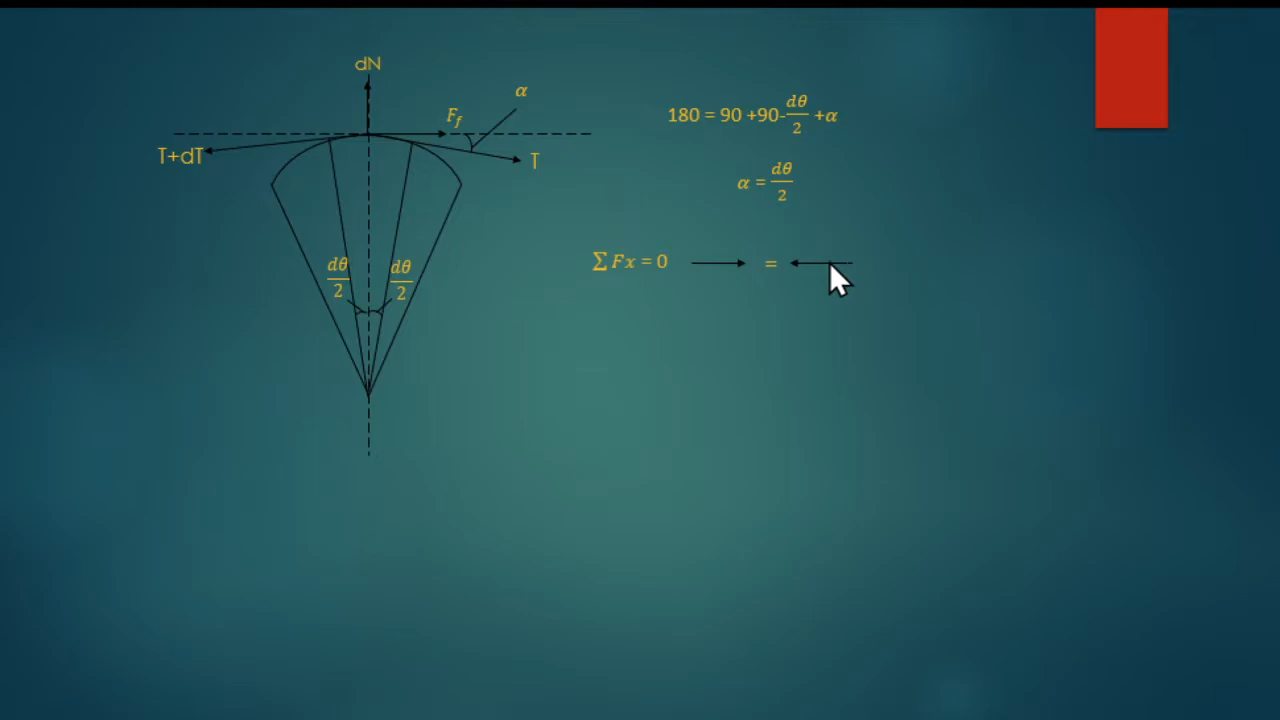 dN
α
F_f
T+dT
T
dθ/2
dθ/2
180 = 90 +90-dθ/2 +α
α = dθ/2
∑ Fx = 0 → = ←